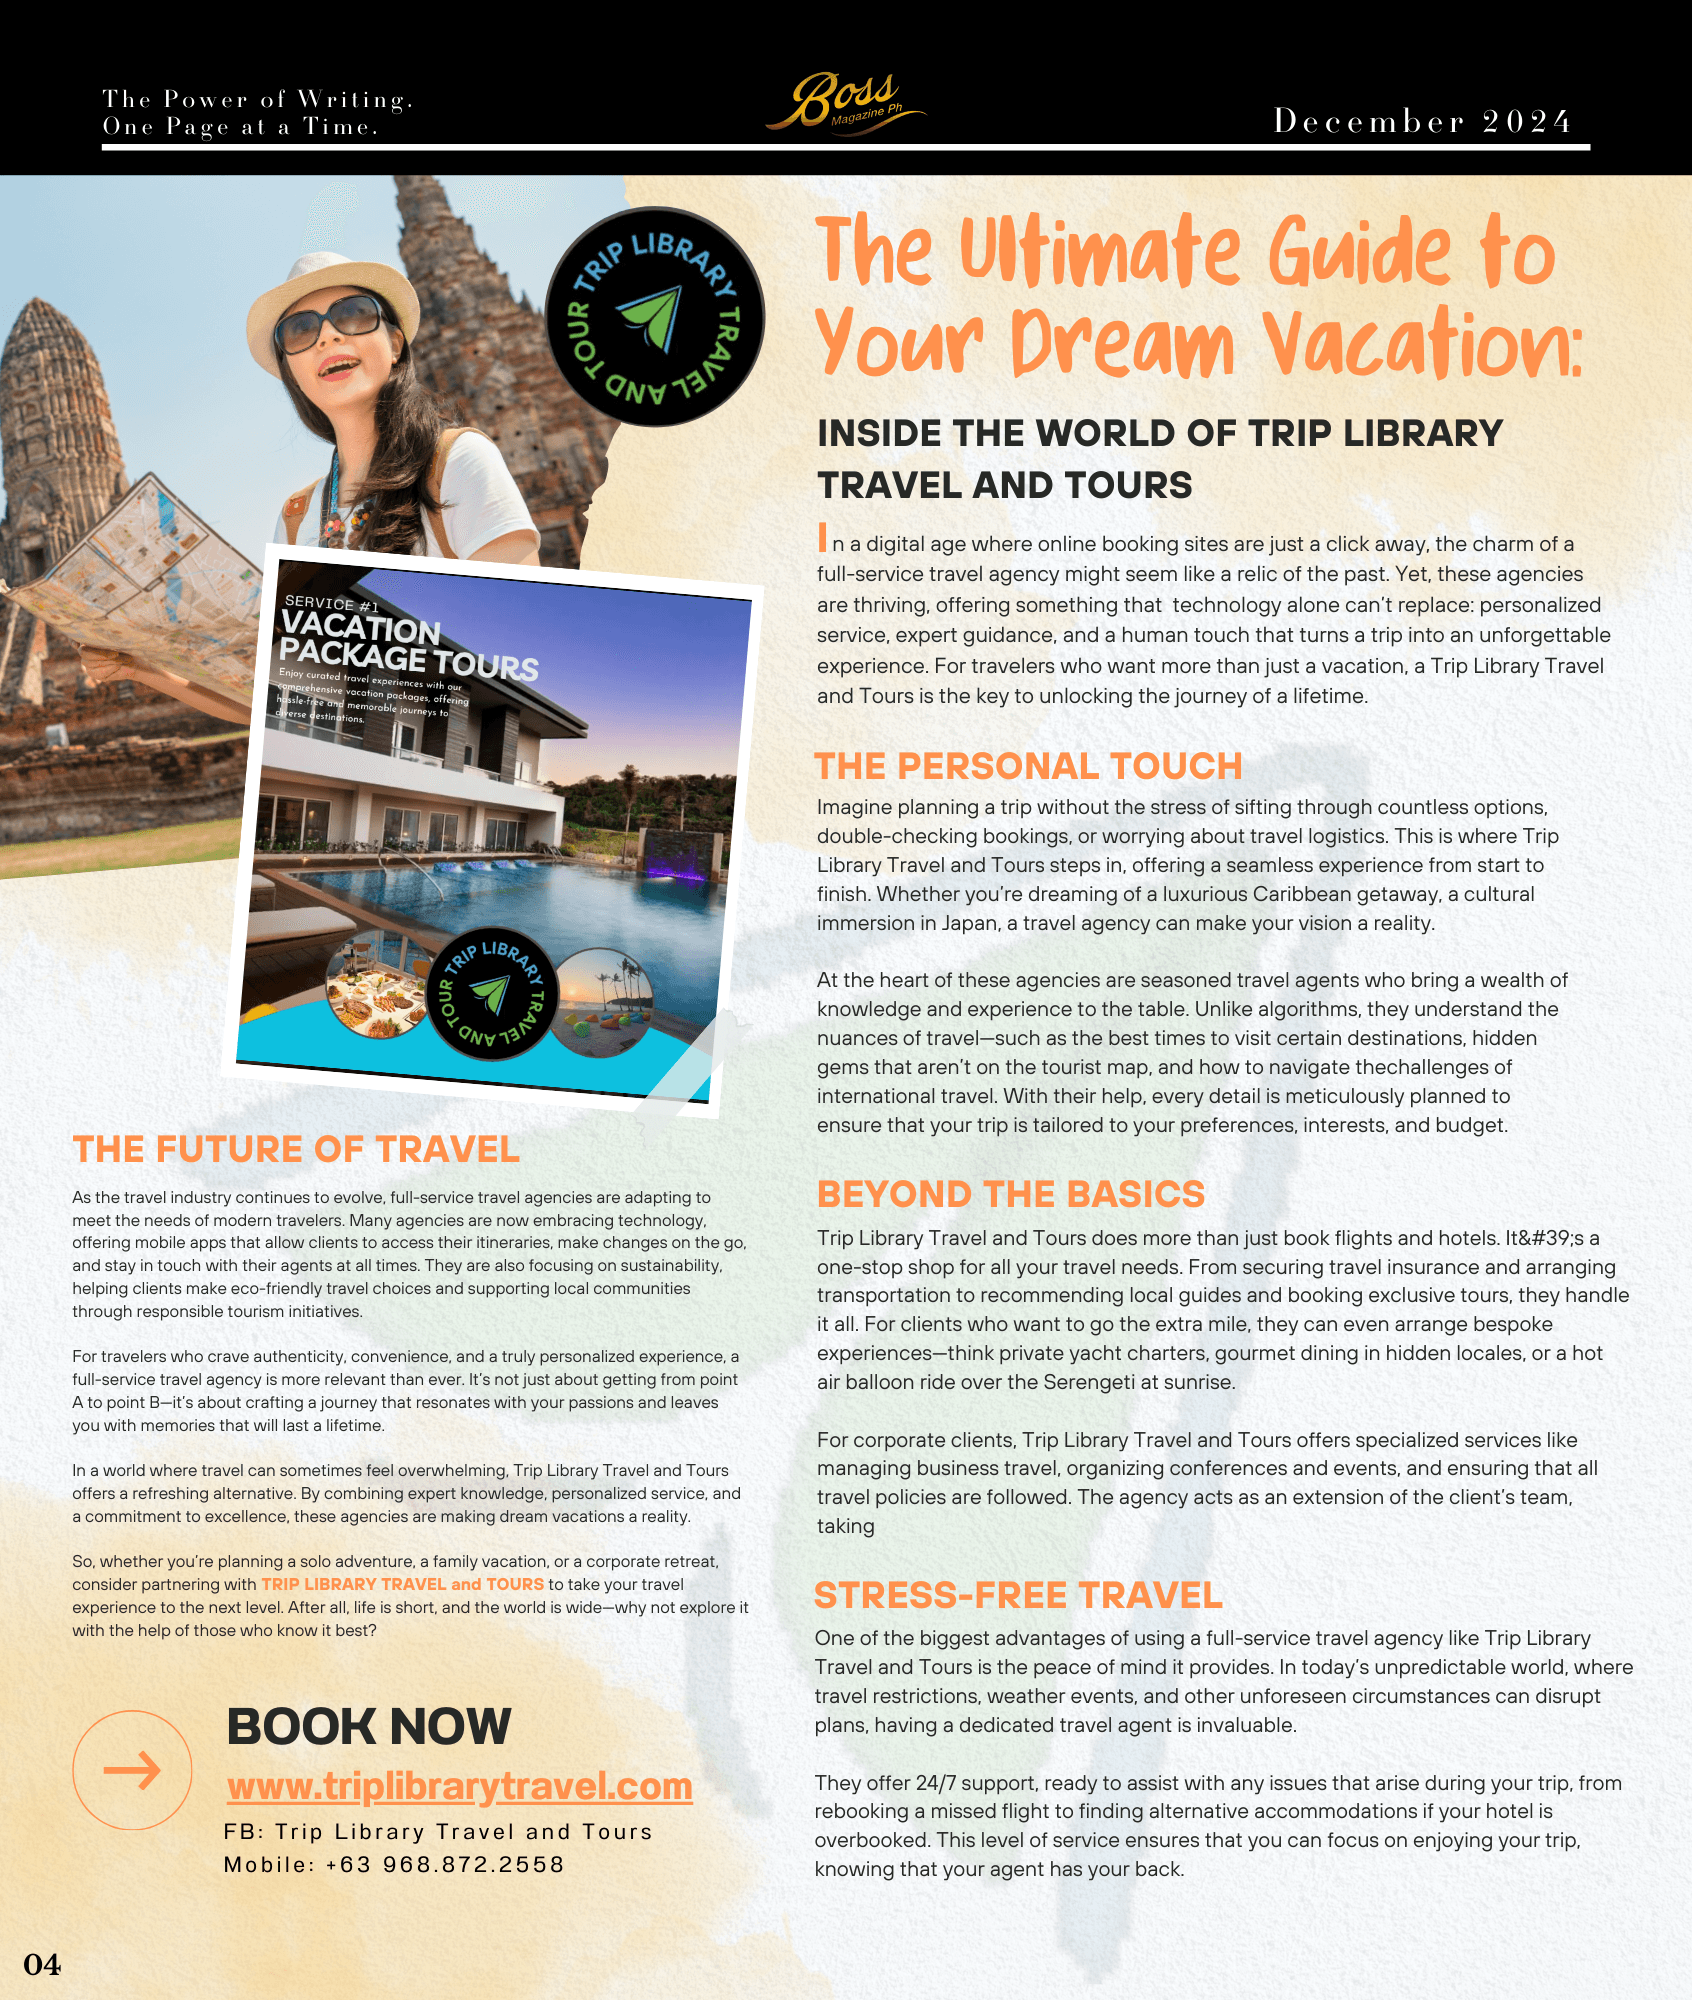 The Power of Writing.
One Page at a Time.
Boss
Magazine Ph
December 2024
TRIP LIBRARY TRAVEL AND TOUR
The Ultimate Guide to
Your Dream Vacation:
INSIDE THE WORLD OF TRIP LIBRARY
TRAVEL AND TOURS
In a digital age where online booking sites are just a click away, the charm of a
full-service travel agency might seem like a relic of the past. Yet, these agencies
are thriving, offering something that technology alone can't replace: personalized
service, expert guidance, and a human touch that turns a trip into an unforgettable
experience. For travelers who want more than just a vacation, a Trip Library Travel
and Tours is the key to unlocking the journey of a lifetime.
THE PERSONAL TOUCH
Imagine planning a trip without the stress of sifting through countless options,
double-checking bookings, or worrying about travel logistics. This is where Trip
Library Travel and Tours steps in, offering a seamless experience from start to
finish. Whether you're dreaming of a luxurious Caribbean getaway, a cultural
immersion in Japan, a travel agency can make your vision a reality.
At the heart of these agencies are seasoned travel agents who bring a wealth of
knowledge and experience to the table. Unlike algorithms, they understand the
nuances of travel—such as the best times to visit certain destinations, hidden
gems that aren't on the tourist map, and how to navigate thechallenges of
international travel. With their help, every detail is meticulously planned to
ensure that your trip is tailored to your preferences, interests, and budget.
BEYOND THE BASICS
Trip Library Travel and Tours does more than just book flights and hotels. It&#39;s a
one-stop shop for all your travel needs. From securing travel insurance and arranging
transportation to recommending local guides and booking exclusive tours, they handle
it all. For clients who want to go the extra mile, they can even arrange bespoke
experiences—think private yacht charters, gourmet dining in hidden locales, or a hot
air balloon ride over the Serengeti at sunrise.
For corporate clients, Trip Library Travel and Tours offers specialized services like
managing business travel, organizing conferences and events, and ensuring that all
travel policies are followed. The agency acts as an extension of the client's team,
taking
STRESS-FREE TRAVEL
One of the biggest advantages of using a full-service travel agency like Trip Library
Travel and Tours is the peace of mind it provides. In today's unpredictable world, where
travel restrictions, weather events, and other unforeseen circumstances can disrupt
plans, having a dedicated travel agent is invaluable.
They offer 24/7 support, ready to assist with any issues that arise during your trip, from
rebooking a missed flight to finding alternative accommodations if your hotel is
overbooked. This level of service ensures that you can focus on enjoying your trip,
knowing that your agent has your back.
SERVICE #1
VACATION
PACKAGE TOURS
Enjoy curated travel experiences with our
comprehensive vacation packages, offering
hassle-free and memorable journeys to
diverse destinations.
TRIP LIBRARY TRAVEL AND TOUR
THE FUTURE OF TRAVEL
As the travel industry continues to evolve, full-service travel agencies are adapting to
meet the needs of modern travelers. Many agencies are now embracing technology,
offering mobile apps that allow clients to access their itineraries, make changes on the go,
and stay in touch with their agents at all times. They are also focusing on sustainability,
helping clients make eco-friendly travel choices and supporting local communities
through responsible tourism initiatives.
For travelers who crave authenticity, convenience, and a truly personalized experience, a
full-service travel agency is more relevant than ever. It's not just about getting from point
A to point B—it's about crafting a journey that resonates with your passions and leaves
you with memories that will last a lifetime.
In a world where travel can sometimes feel overwhelming, Trip Library Travel and Tours
offers a refreshing alternative. By combining expert knowledge, personalized service, and
a commitment to excellence, these agencies are making dream vacations a reality.
So, whether you're planning a solo adventure, a family vacation, or a corporate retreat,
consider partnering with TRIP LIBRARY TRAVEL and TOURS to take your travel
experience to the next level. After all, life is short, and the world is wide—why not explore it
with the help of those who know it best?
BOOK NOW
www.triplibrarytravel.com
FB: Trip Library Travel and Tours
Mobile: +63 968.872.2558
04